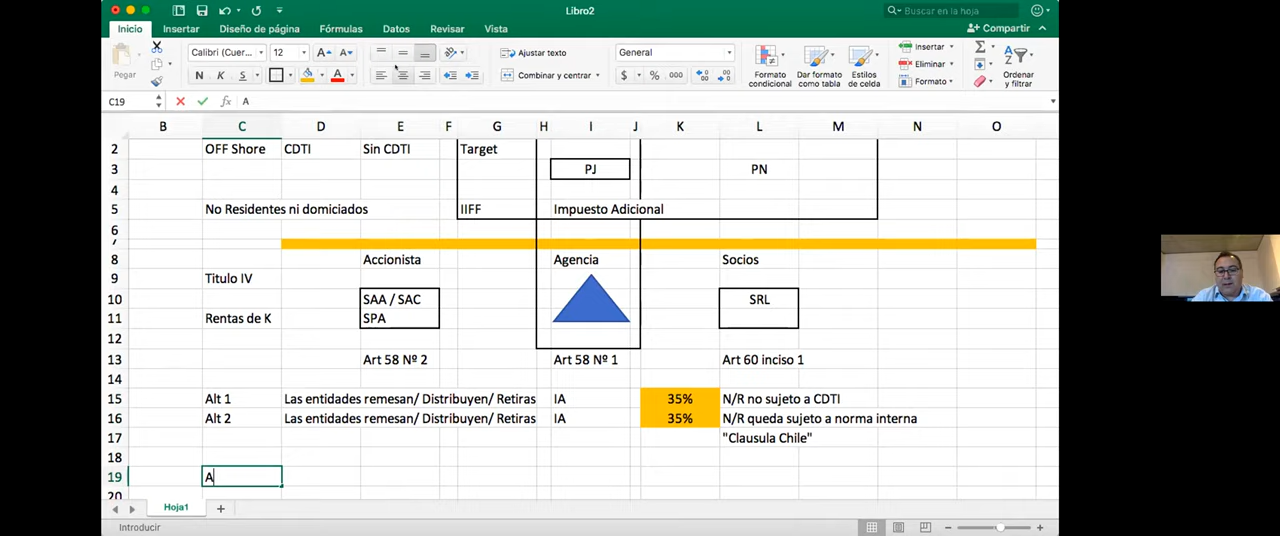 Libro2
Buscar en la hoja
Inicio Insertar Diseño de página Fórmulas Datos Revisar Vista
Compartir
Pegar
Calibri (Cuer... 12 A A
N K S A
Ajustar texto
Combinar y centrar
General
$ % 000
Formato condicional
Dar formato como tabla
Estilos de celda
Insertar
Eliminar
Formato
Ordenar y filtrar
C19 fx A
B C D E F G H I J K L M N O
2 OFF Shore CDTI Sin CDTI Target
3 PJ PN
4
5 No Residentes ni domiciados IIFF Impuesto Adicional
6
7
8 Accionista Agencia Socios
9 Titulo IV
10 SAA / SAC SRL
11 Rentas de K SPA
12
13 Art 58 Nº 2 Art 58 Nº 1 Art 60 inciso 1
14
15 Alt 1 Las entidades remesan/ Distribuyen/ Retiras IA 35% N/R no sujeto a CDTI
16 Alt 2 Las entidades remesan/ Distribuyen/ Retiras IA 35% N/R queda sujeto a norma interna
17 "Clausula Chile"
18
19 A
20
Hoja1
Introducir